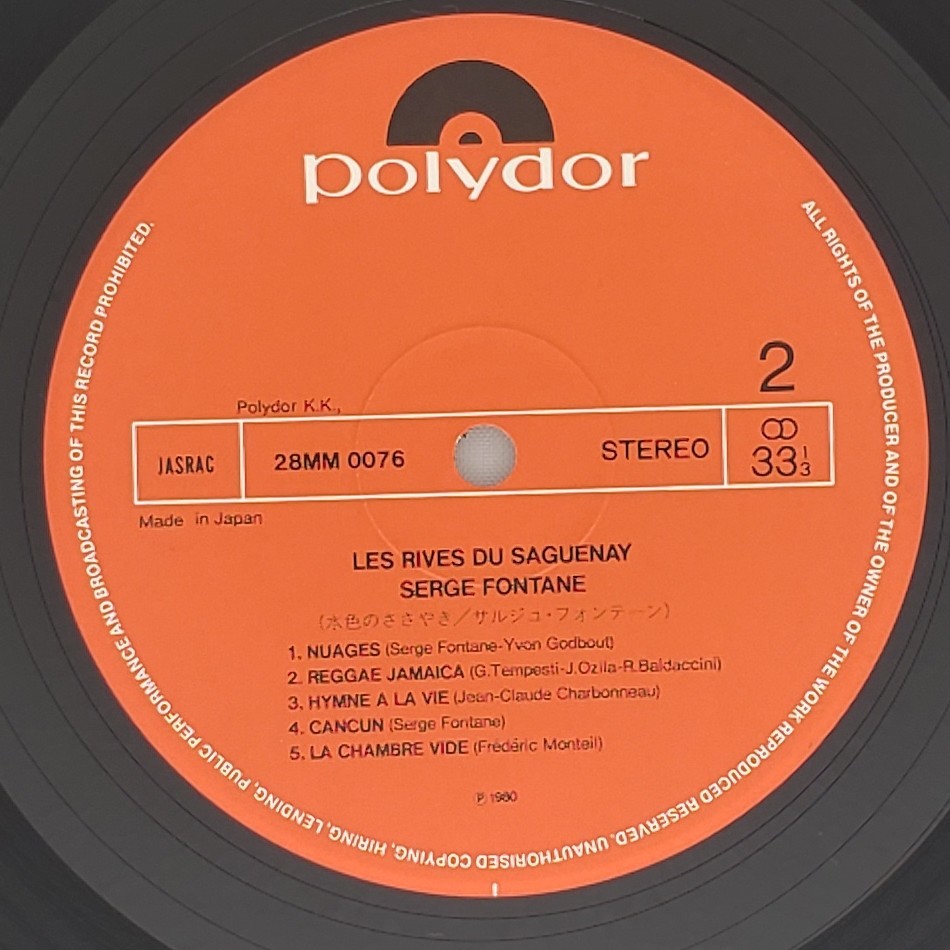 polydor
ALL RIGHTS OF THE PRODUCER AND OF THE OWNER OF THE WORK REPRODUCED RESERVED. UNAUTHORISED COPYING, HIRING, LENDING, PUBLIC PERFORMANCE AND BROADCASTING OF THIS RECORD PROHIBITED.
2
Polydor K.K.,
JASRAC
28MM 0076
STEREO
33 1/3
Made in Japan
LES RIVES DU SAGUENAY
SERGE FONTANE
(水色のささやき／サルジュ・フォンテーン)
1. NUAGES (Serge Fontane-Yvon Godbout)
2. REGGAE JAMAICA (G.Tempesti-J.Ozila-R.Baldaccini)
3. HYMNE A LA VIE (Jean-Claude Charbonneau)
4. CANCUN (Serge Fontane)
5. LA CHAMBRE VIDE (Frédéric Monteil)
℗ 1980